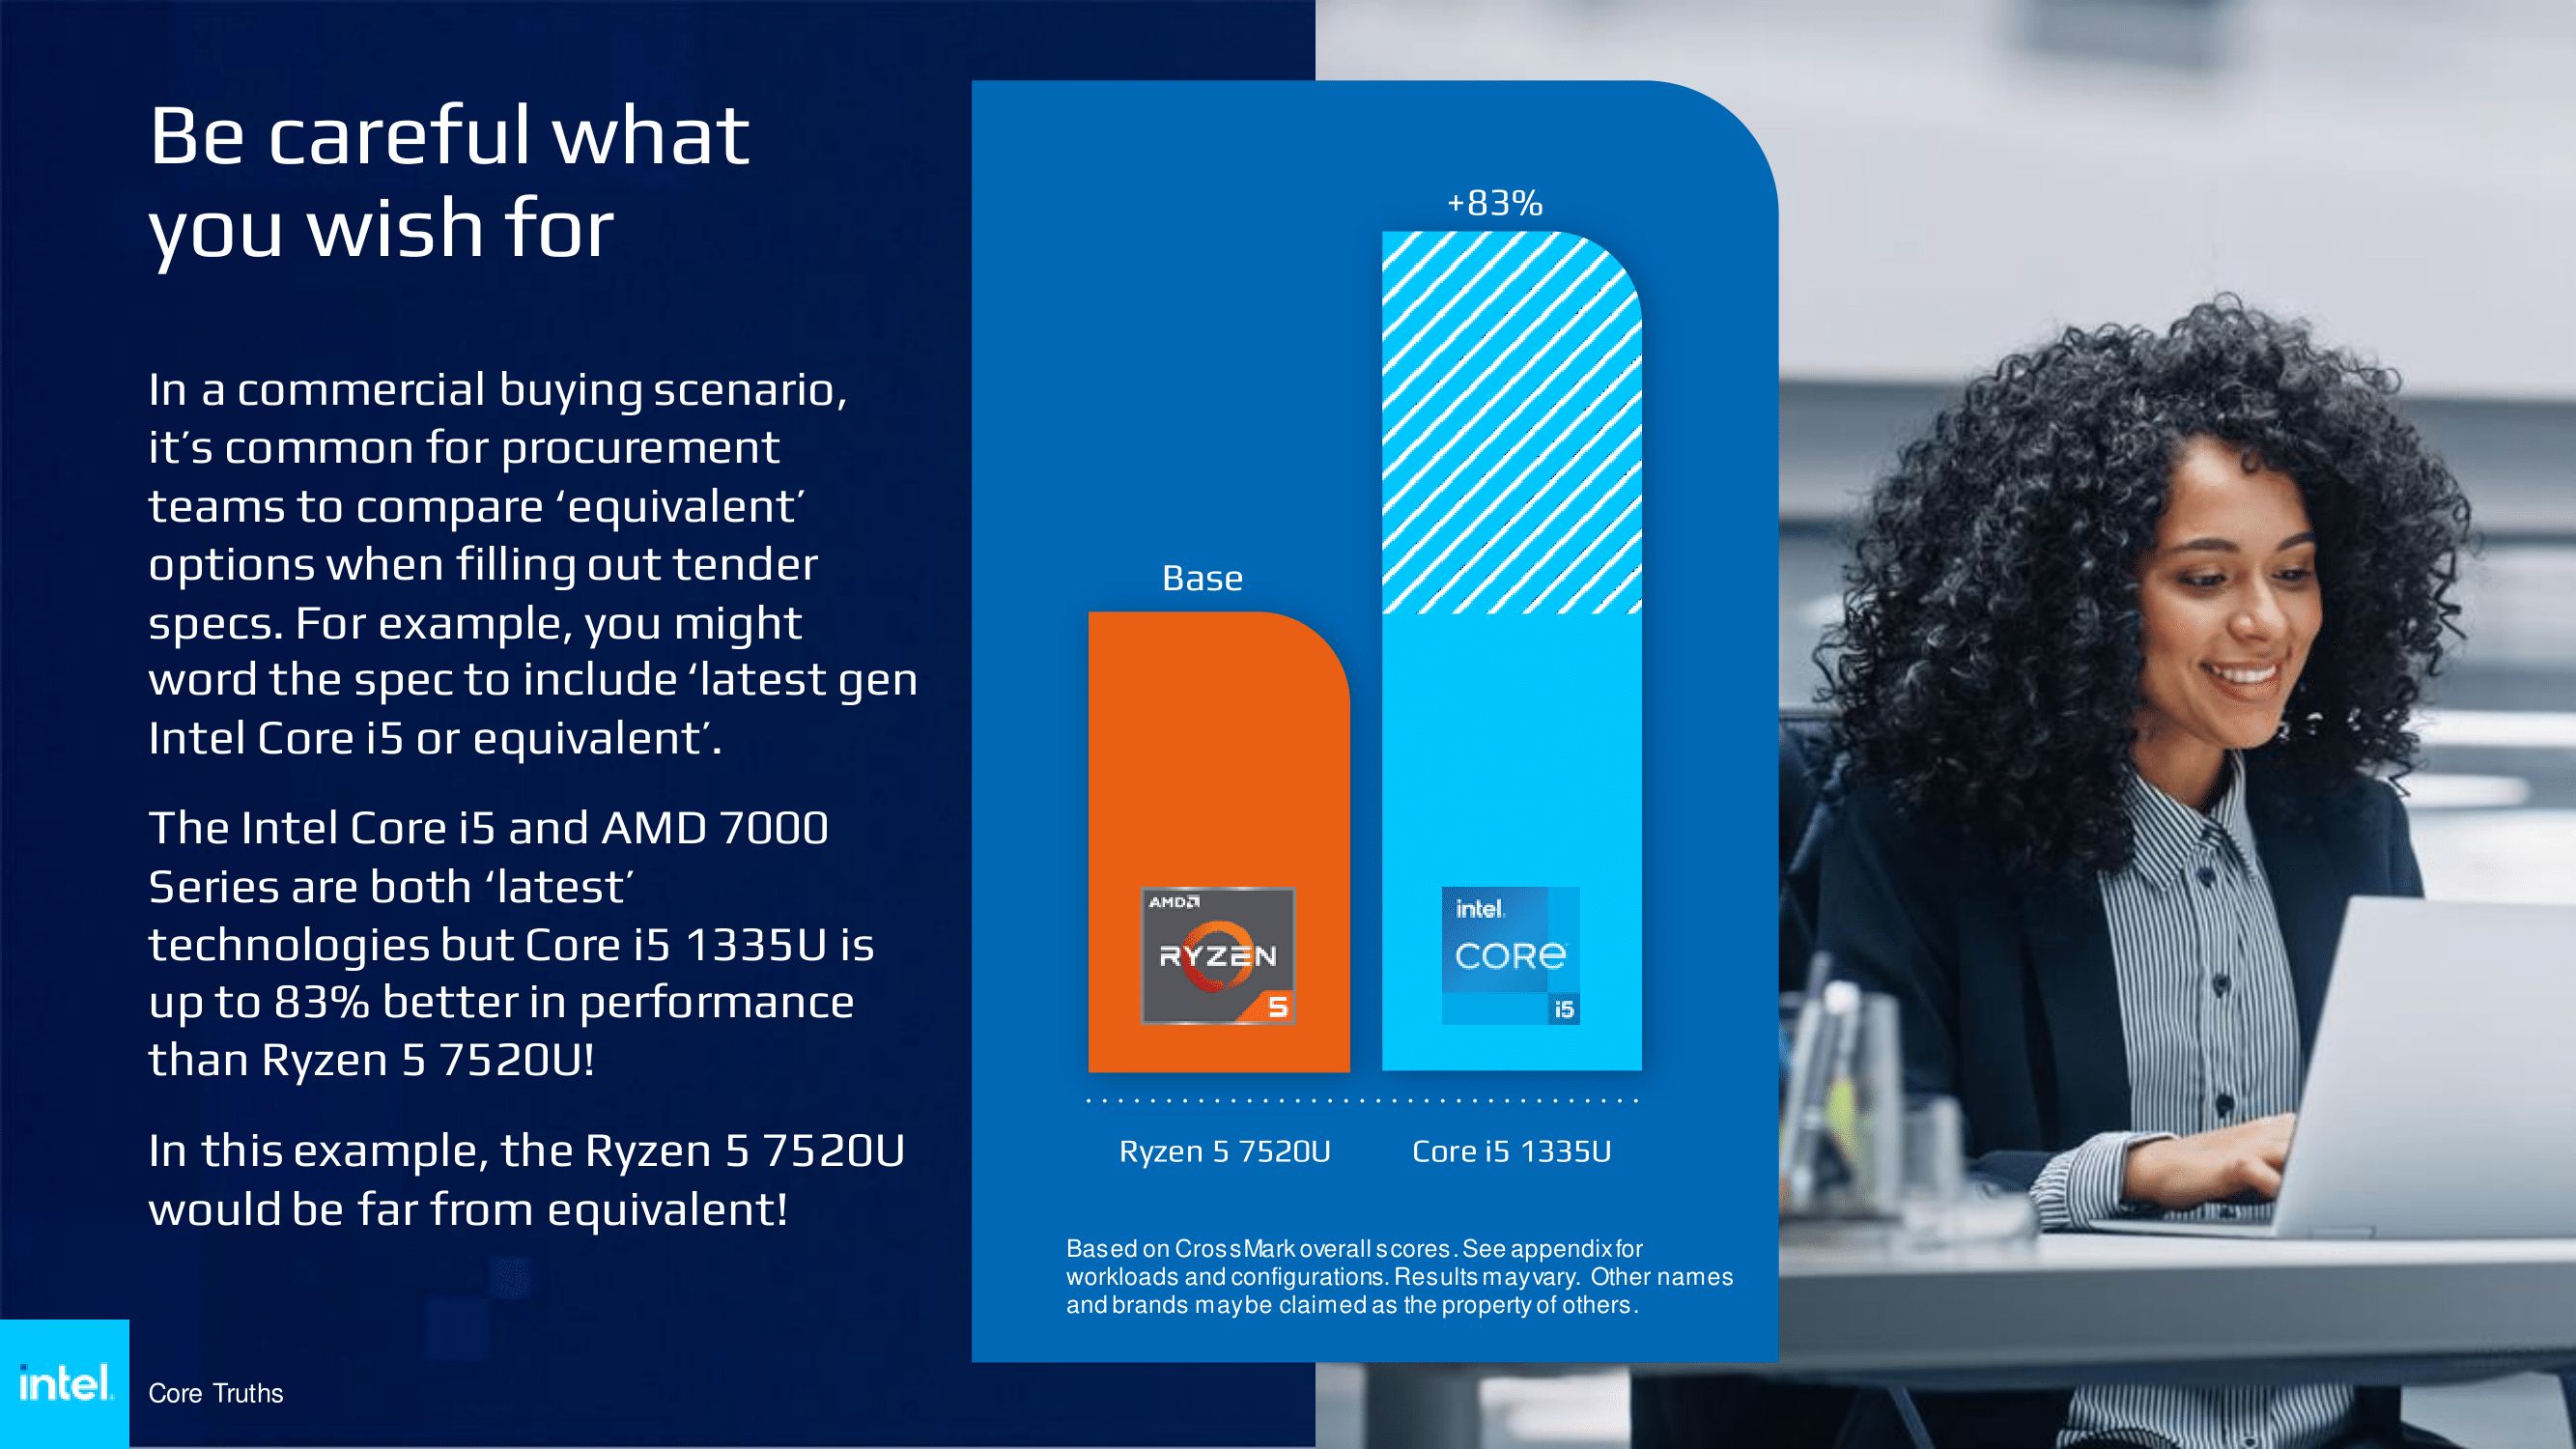 Be careful what
you wish for
In a commercial buying scenario,
it’s common for procurement
teams to compare ‘equivalent’
options when filling out tender
specs. For example, you might
word the spec to include ‘latest gen
Intel Core i5 or equivalent’.
The Intel Core i5 and AMD 7000
Series are both ‘latest’
technologies but Core i5 1335U is
up to 83% better in performance
than Ryzen 5 7520U!
In this example, the Ryzen 5 7520U
would be far from equivalent!
+83%
Base
AMD
RYZEN
5
intel.
CORe
i5
Ryzen 5 7520U
Core i5 1335U
Based on CrossMark overall scores. See appendix for
workloads and configurations. Results may vary. Other names
and brands may be claimed as the property of others.
intel.
Core Truths